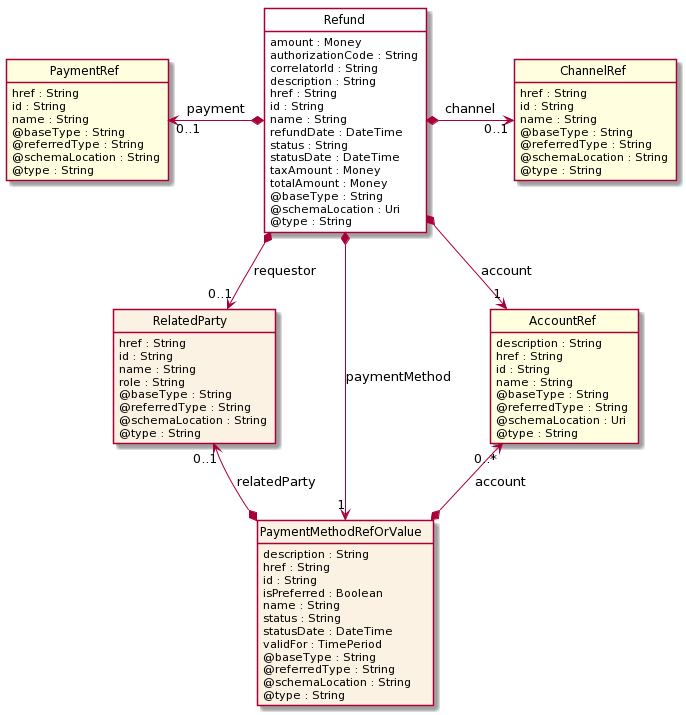 Refund
amount : Money
authorizationCode : String
correlatorId : String
description : String
href : String
id : String
name : String
refundDate : DateTime
status : String
statusDate : DateTime
taxAmount : Money
totalAmount : Money
@baseType : String
@schemaLocation : Uri
@type : String
PaymentRef
href : String
id : String
name : String
@baseType : String
@referredType : String
@schemaLocation : String
@type : String
payment
0..1
ChannelRef
href : String
id : String
name : String
@baseType : String
@referredType : String
@schemaLocation : String
@type : String
channel
0..1
requestor
0..1
account
1
RelatedParty
href : String
id : String
name : String
role : String
@baseType : String
@referredType : String
@schemaLocation : String
@type : String
paymentMethod
1
AccountRef
description : String
href : String
id : String
name : String
@baseType : String
@referredType : String
@schemaLocation : Uri
@type : String
0..1
relatedParty
0..*
account
PaymentMethodRefOrValue
description : String
href : String
id : String
isPreferred : Boolean
name : String
status : String
statusDate : DateTime
validFor : TimePeriod
@baseType : String
@referredType : String
@schemaLocation : String
@type : String